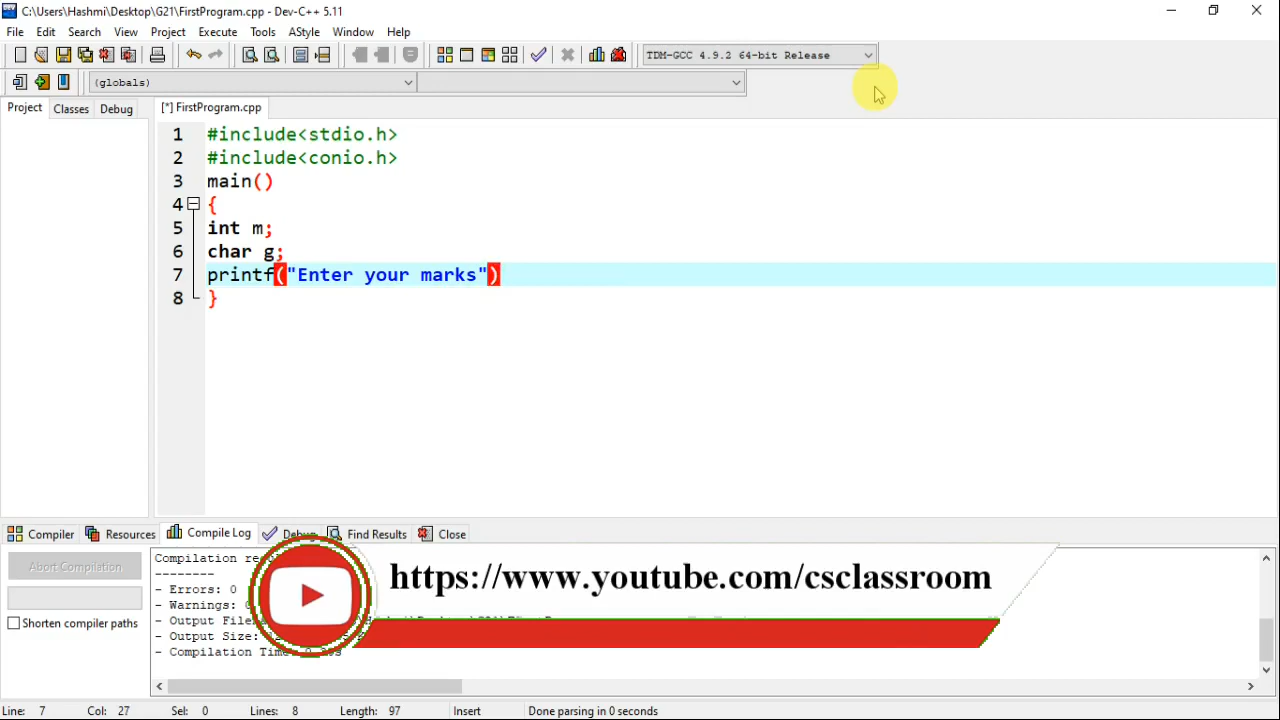 C:\Users\Hashmi\Desktop\G21\FirstProgram.cpp - Dev-C++ 5.11
File Edit Search View Project Execute Tools AStyle Window Help
TDM-GCC 4.9.2 64-bit Release
(globals)
Project Classes Debug [*] FirstProgram.cpp
1 #include<stdio.h>
2 #include<conio.h>
3 main()
4 {
5 int m;
6 char g;
7 printf("Enter your marks")
8 }
Compiler Resources Compile Log Debug Find Results Close
Abort Compilation
Shorten compiler paths
Compilation
--------
- Errors: 0
- Warnings:
- Output
- Output Size:
- Compilation Time:
https://www.youtube.com/csclassroom
Line: 7 Col: 27 Sel: 0 Lines: 8 Length: 97 Insert Done parsing in 0 seconds